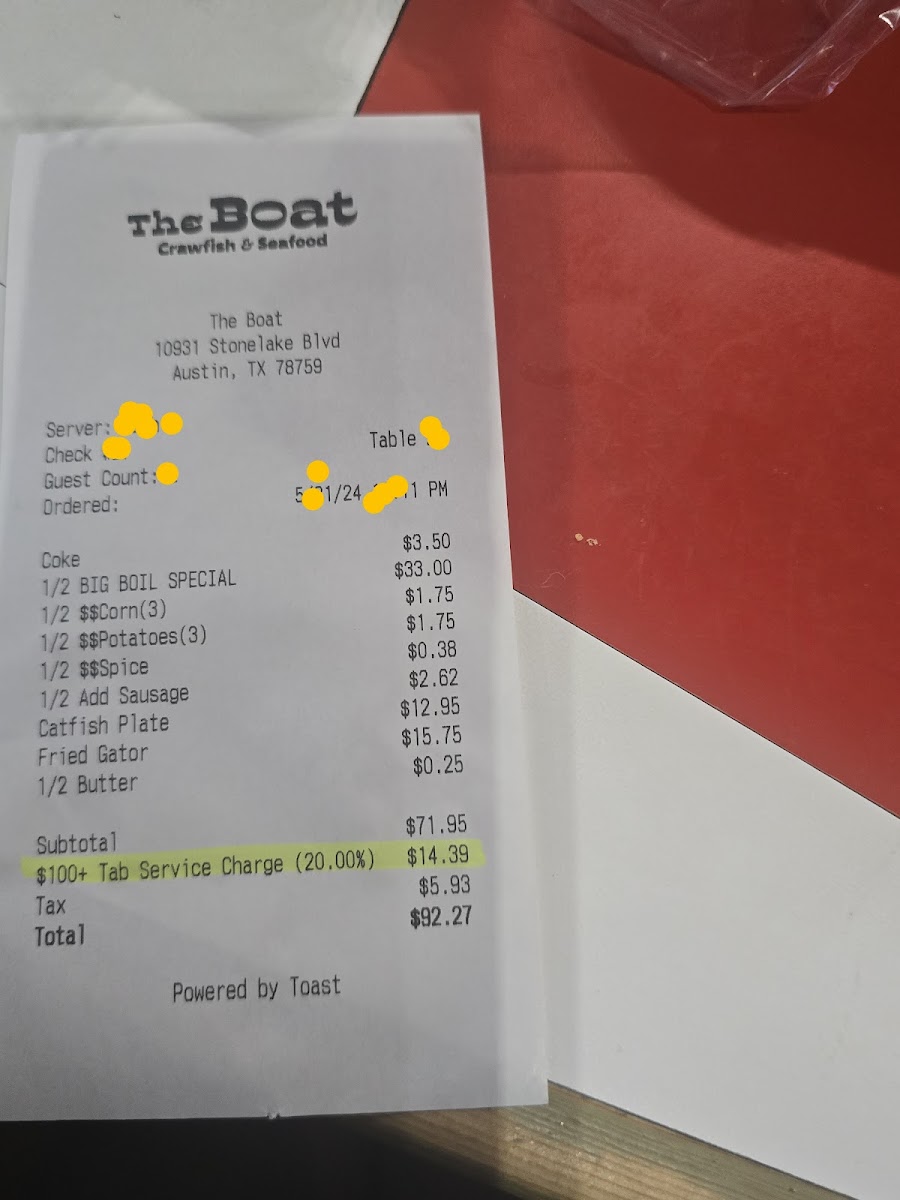 The Boat
Crawfish & Seafood
The Boat
10931 Stonelake Blvd
Austin, TX 78759
Server:
Table
Check
Guest Count:
Ordered: 1/24 PM
Coke $3.50
1/2 BIG BOIL SPECIAL $33.00
1/2 $$Corn(3) $1.75
1/2 $$Potatoes(3) $1.75
1/2 $$Spice $0.38
1/2 Add Sausage $2.62
Catfish Plate $12.95
Fried Gator $15.75
1/2 Butter $0.25
Subtotal $71.95
$100+ Tab Service Charge (20.00%) $14.39
Tax $5.93
Total $92.27
Powered by Toast